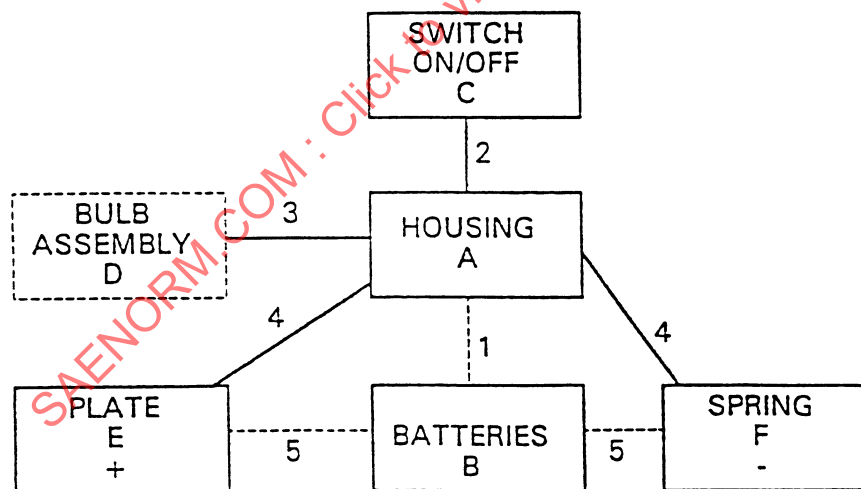 SWITCH
ON/OFF
C
2
BULB
ASSEMBLY
D
3
HOUSING
A
4
1
4
PLATE
E
+
5
BATTERIES
B
5
SPRING
F
-
SAENORM.COM : Click to v